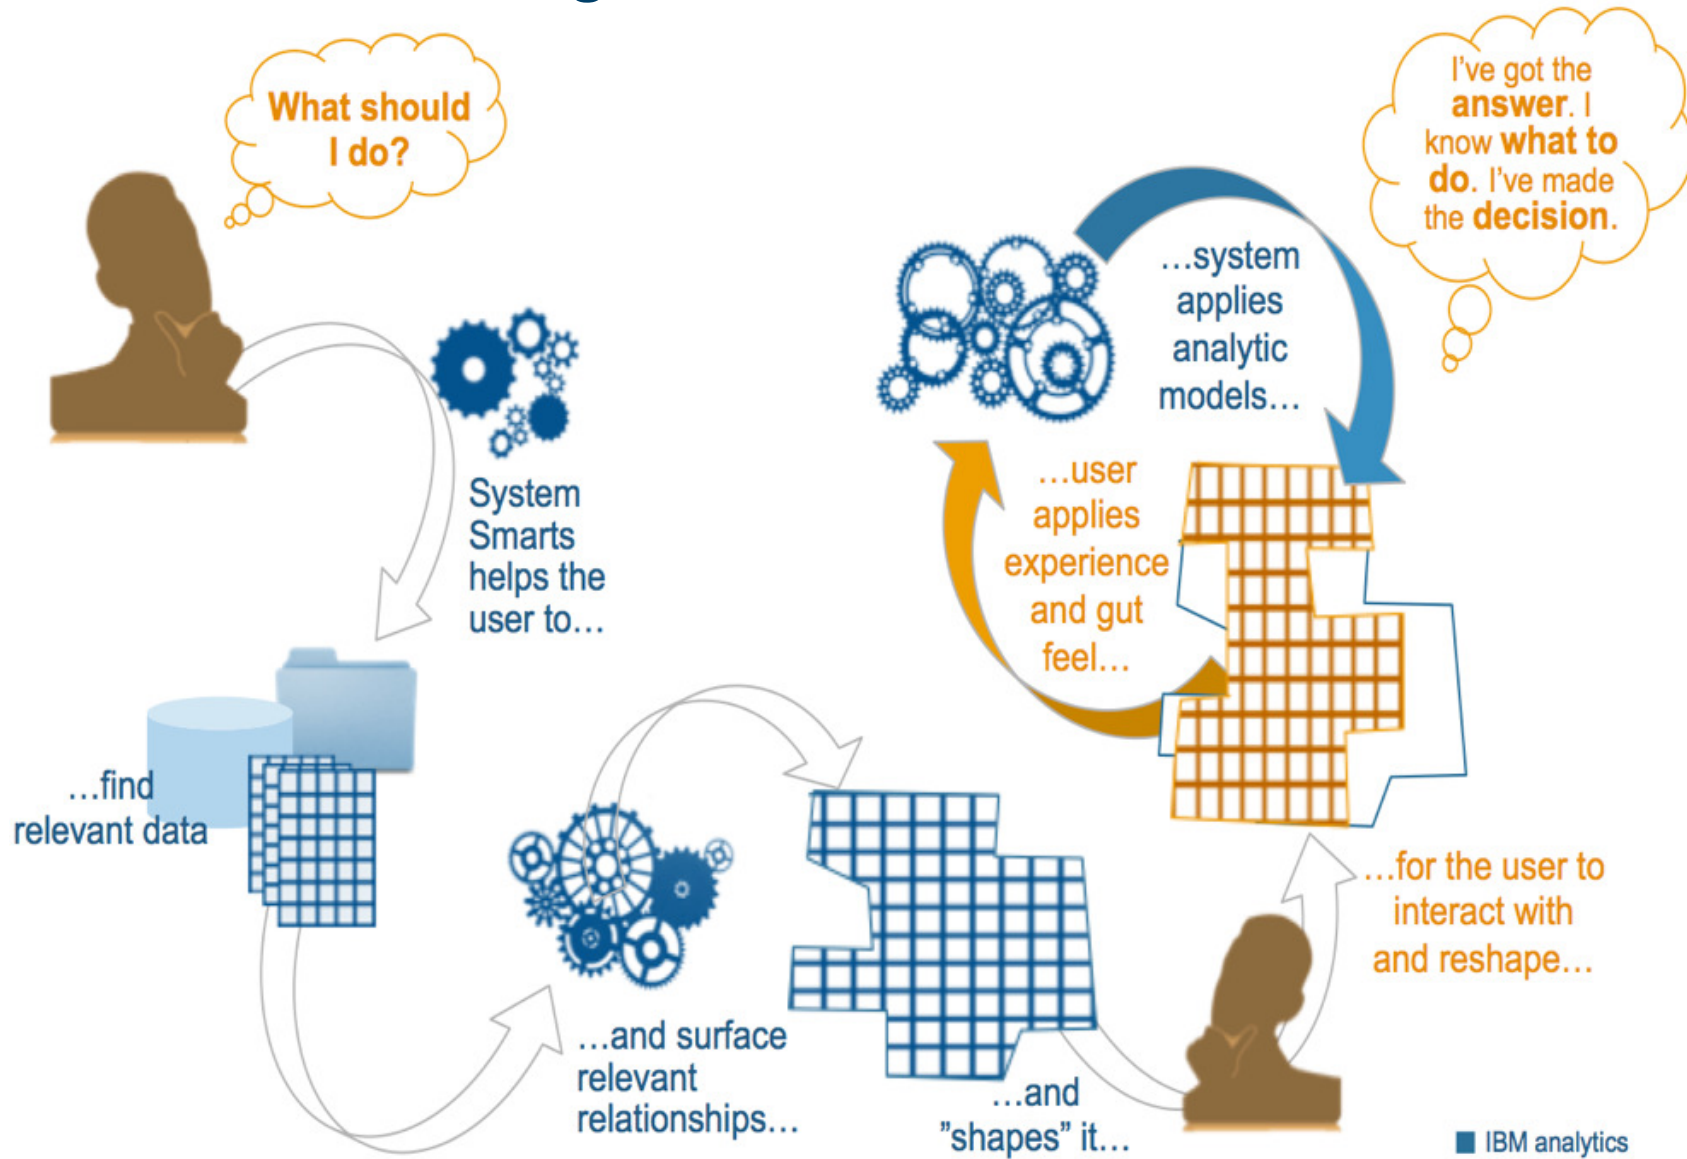 What should
I do?
System
Smarts
helps the
user to…
…find
relevant data
…and surface
relevant
relationships…
…and
”shapes” it…
…for the user to
interact with
and reshape…
…user
applies
experience
and gut
feel…
…system
applies
analytic
models…
I've got the
answer. I
know what to
do. I've made
the decision.
IBM analytics